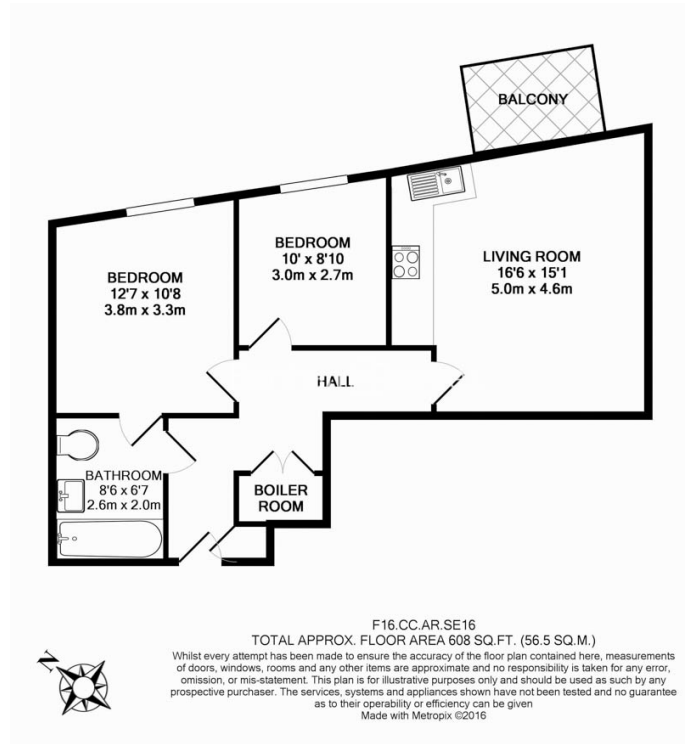 BALCONY
BEDROOM
10' x 8'10
3.0m x 2.7m
LIVING ROOM
16'6 x 15'1
5.0m x 4.6m
BEDROOM
12'7 x 10'8
3.8m x 3.3m
HALL
BATHROOM
8'6 x 6'7
2.6m x 2.0m
BOILER
ROOM
N
F16.CC.AR.SE16
TOTAL APPROX. FLOOR AREA 608 SQ.FT. (56.5 SQ.M.)
Whilst every attempt has been made to ensure the accuracy of the floor plan contained here, measurements
of doors, windows, rooms and any other items are approximate and no responsibility is taken for any error,
omission, or mis-statement. This plan is for illustrative purposes only and should be used as such by any
prospective purchaser. The services, systems and appliances shown have not been tested and no guarantee
as to their operability or efficiency can be given
Made with Metropix ©2016